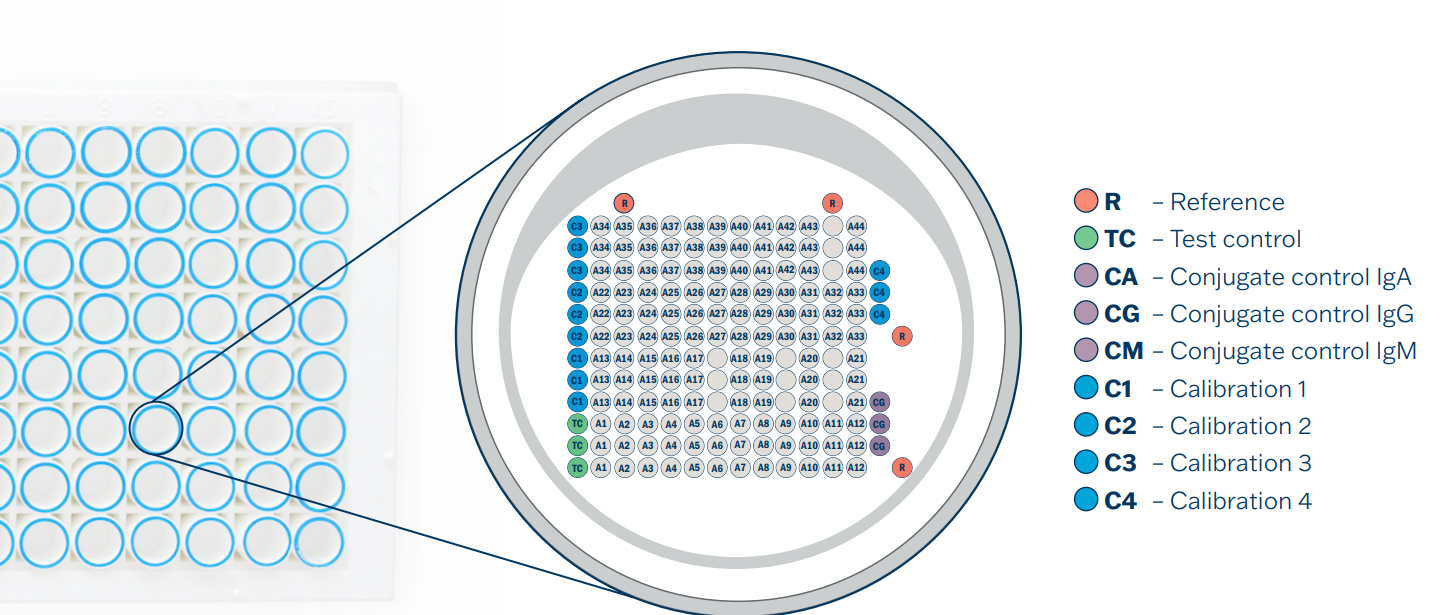 R R
C3 A34 A35 A36 A37 A38 A39 A40 A41 A42 A43 A44
C3 A34 A35 A36 A37 A38 A39 A40 A41 A42 A43 A44
C3 A34 A35 A36 A37 A38 A39 A40 A41 A42 A43 A44 C4
C2 A22 A23 A24 A25 A26 A27 A28 A29 A30 A31 A32 A33 C4
C2 A22 A23 A24 A25 A26 A27 A28 A29 A30 A31 A32 A33 C4
C2 A22 A23 A24 A25 A26 A27 A28 A29 A30 A31 A32 A33 R
C1 A13 A14 A15 A16 A17 A18 A19 A20 A21
C1 A13 A14 A15 A16 A17 A18 A19 A20 A21
C1 A13 A14 A15 A16 A17 A18 A19 A20 A21 CG
TC A1 A2 A3 A4 A5 A6 A7 A8 A9 A10 A11 A12 CG
TC A1 A2 A3 A4 A5 A6 A7 A8 A9 A10 A11 A12 CG
TC A1 A2 A3 A4 A5 A6 A7 A8 A9 A10 A11 A12 R
R – Reference
TC – Test control
CA – Conjugate control IgA
CG – Conjugate control IgG
CM – Conjugate control IgM
C1 – Calibration 1
C2 – Calibration 2
C3 – Calibration 3
C4 – Calibration 4